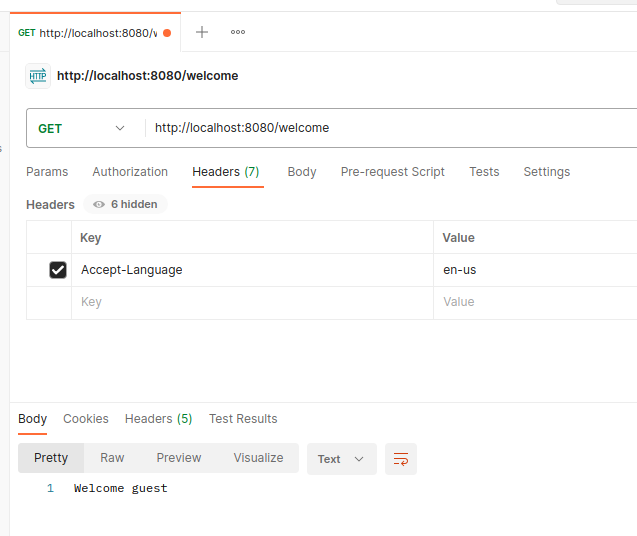 GET http://localhost:8080/w
HTTP http://localhost:8080/welcome
GET http://localhost:8080/welcome
Params Authorization Headers (7) Body Pre-request Script Tests Settings
Headers 6 hidden
Key Value
Accept-Language en-us
Key Value
Body Cookies Headers (5) Test Results
Pretty Raw Preview Visualize Text
1 Welcome guest